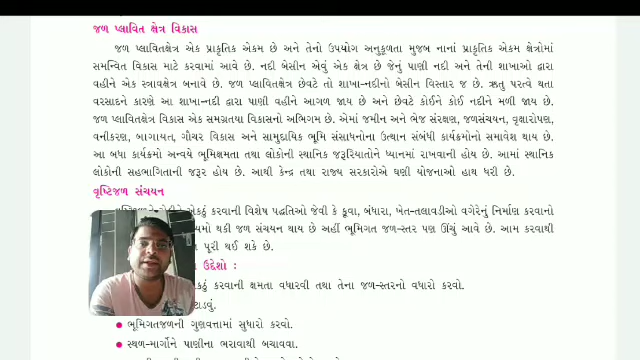 જળ પ્લાવિત ક્ષેત્ર વિકાસ
જળ પ્લાવિતક્ષેત્ર એક પ્રાકૃતિક એકમ છે અને તેનો ઉપયોગ અનુકૂળતા મુજબ નાનાં પ્રાકૃતિક એકમ ક્ષેત્રોમાં
સમન્વિત વિકાસ માટે કરવામાં આવે છે. નદી બેસીન એવું એક ક્ષેત્ર છે જેનું પાણી નદી અને તેની શાખાઓ દ્વારા
વહીને એક સ્ત્રાવક્ષેત્ર બનાવે છે. જળ પ્લાવિતક્ષેત્ર છેવટે તો શાખા-નદીનો બેસીન વિસ્તાર જ છે. ઋતુ પરત્વે થતા
વરસાદને કારણે આ શાખા-નદી દ્વારા પાણી વહીને આગળ જાય છે અને છેવટે કોઈને કોઈ નદીને મળી જાય છે.
જળ પ્લાવિતક્ષેત્ર વિકાસ એક સમગ્રતયા વિકાસનો અભિગમ છે. એમાં જમીન અને ભેજ સંરક્ષણ, જળસંચયન, વૃક્ષારોપણ,
વનીકરણ, બાગાયત, ગૌચર વિકાસ અને સામુદાયિક ભૂમિ સંસાધનોના ઉત્થાન સંબંધી કાર્યક્રમોનો સમાવેશ થાય છે.
આ બધા કાર્યક્રમો અન્વયે ભૂમિક્ષમતા તથા લોકોની સ્થાનિક જરૂરિયાતોને ધ્યાનમાં રાખવાની હોય છે. આમાં સ્થાનિક
લોકોની સહભાગિતાની જરૂર હોય છે. આથી કેન્દ્ર તથા રાજ્ય સરકારોએ ઘણી યોજનાઓ હાથ ધરી છે.
વૃષ્ટિજળ સંચયન
એકઠું કરવાની વિશેષ પદ્ધતિઓ જેવી કે કૂવા, બંધારા, ખેત-તલાવડીઓ વગેરેનું નિર્માણ કરવાનો
થકી જળ સંચયન થાય છે અહીં ભૂમિગત જળ-સ્તર પણ ઊંચું આવે છે. આમ કરવાથી
પૂરી થઈ શકે છે.
ઉદ્દેશો :
કઠું કરવાની ક્ષમતા વધારવી તથા તેના જળ-સ્તરનો વધારો કરવો.
ટાડવું.
● ભૂમિગતજળની ગુણવત્તામાં સુધારો કરવો.
● સ્થળ-માર્ગોને પાણીના ભરાવાથી બચાવવા.